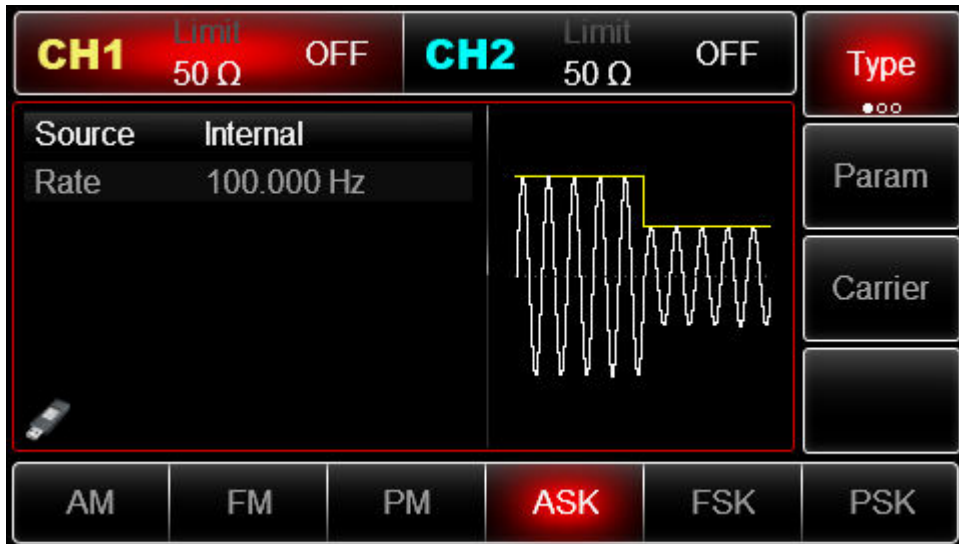 CH1 Limit 50 Ω OFF
CH2 Limit 50 Ω OFF
Type
Source Internal
Rate 100.000 Hz
Param
Carrier
AM FM PM ASK FSK PSK